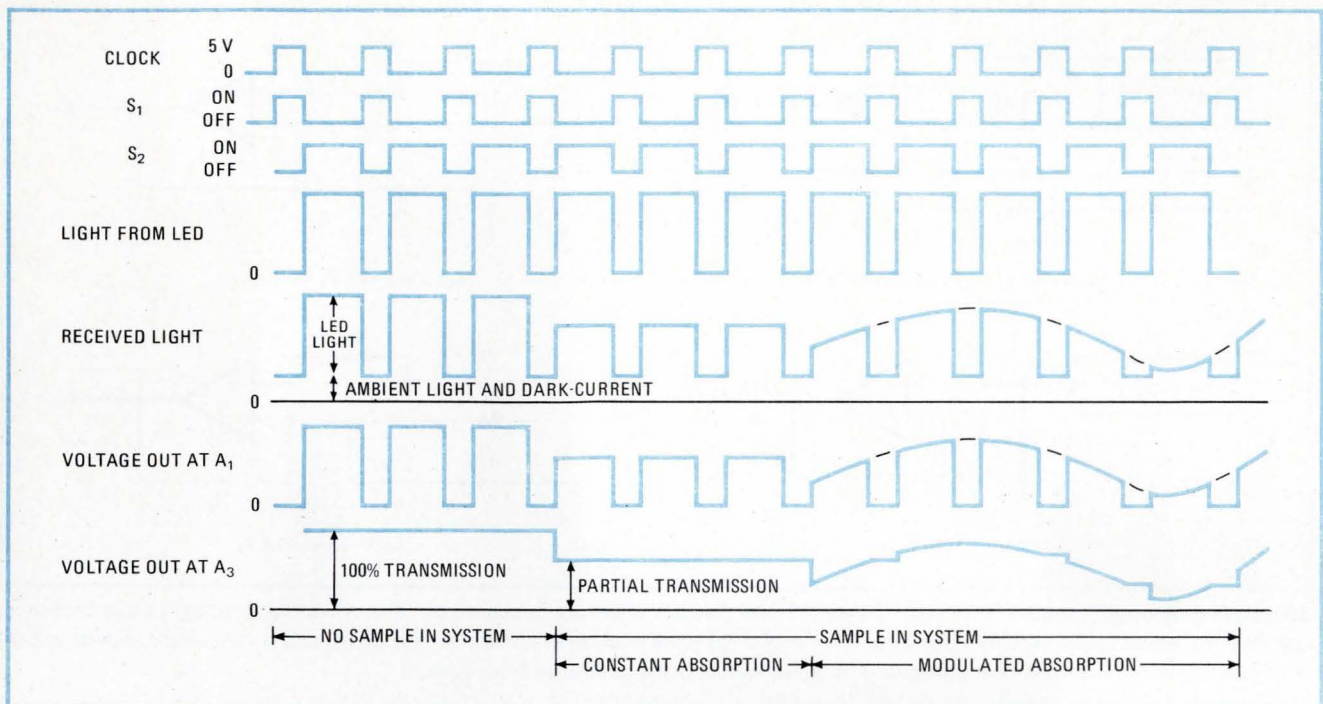 CLOCK 5 V
0
S1 ON
OFF
S2 ON
OFF
LIGHT FROM LED
0
RECEIVED LIGHT
LED
LIGHT
AMBIENT LIGHT AND DARK-CURRENT
0
VOLTAGE OUT AT A1
0
VOLTAGE OUT AT A3
100% TRANSMISSION
PARTIAL TRANSMISSION
0
NO SAMPLE IN SYSTEM
SAMPLE IN SYSTEM
CONSTANT ABSORPTION
MODULATED ABSORPTION